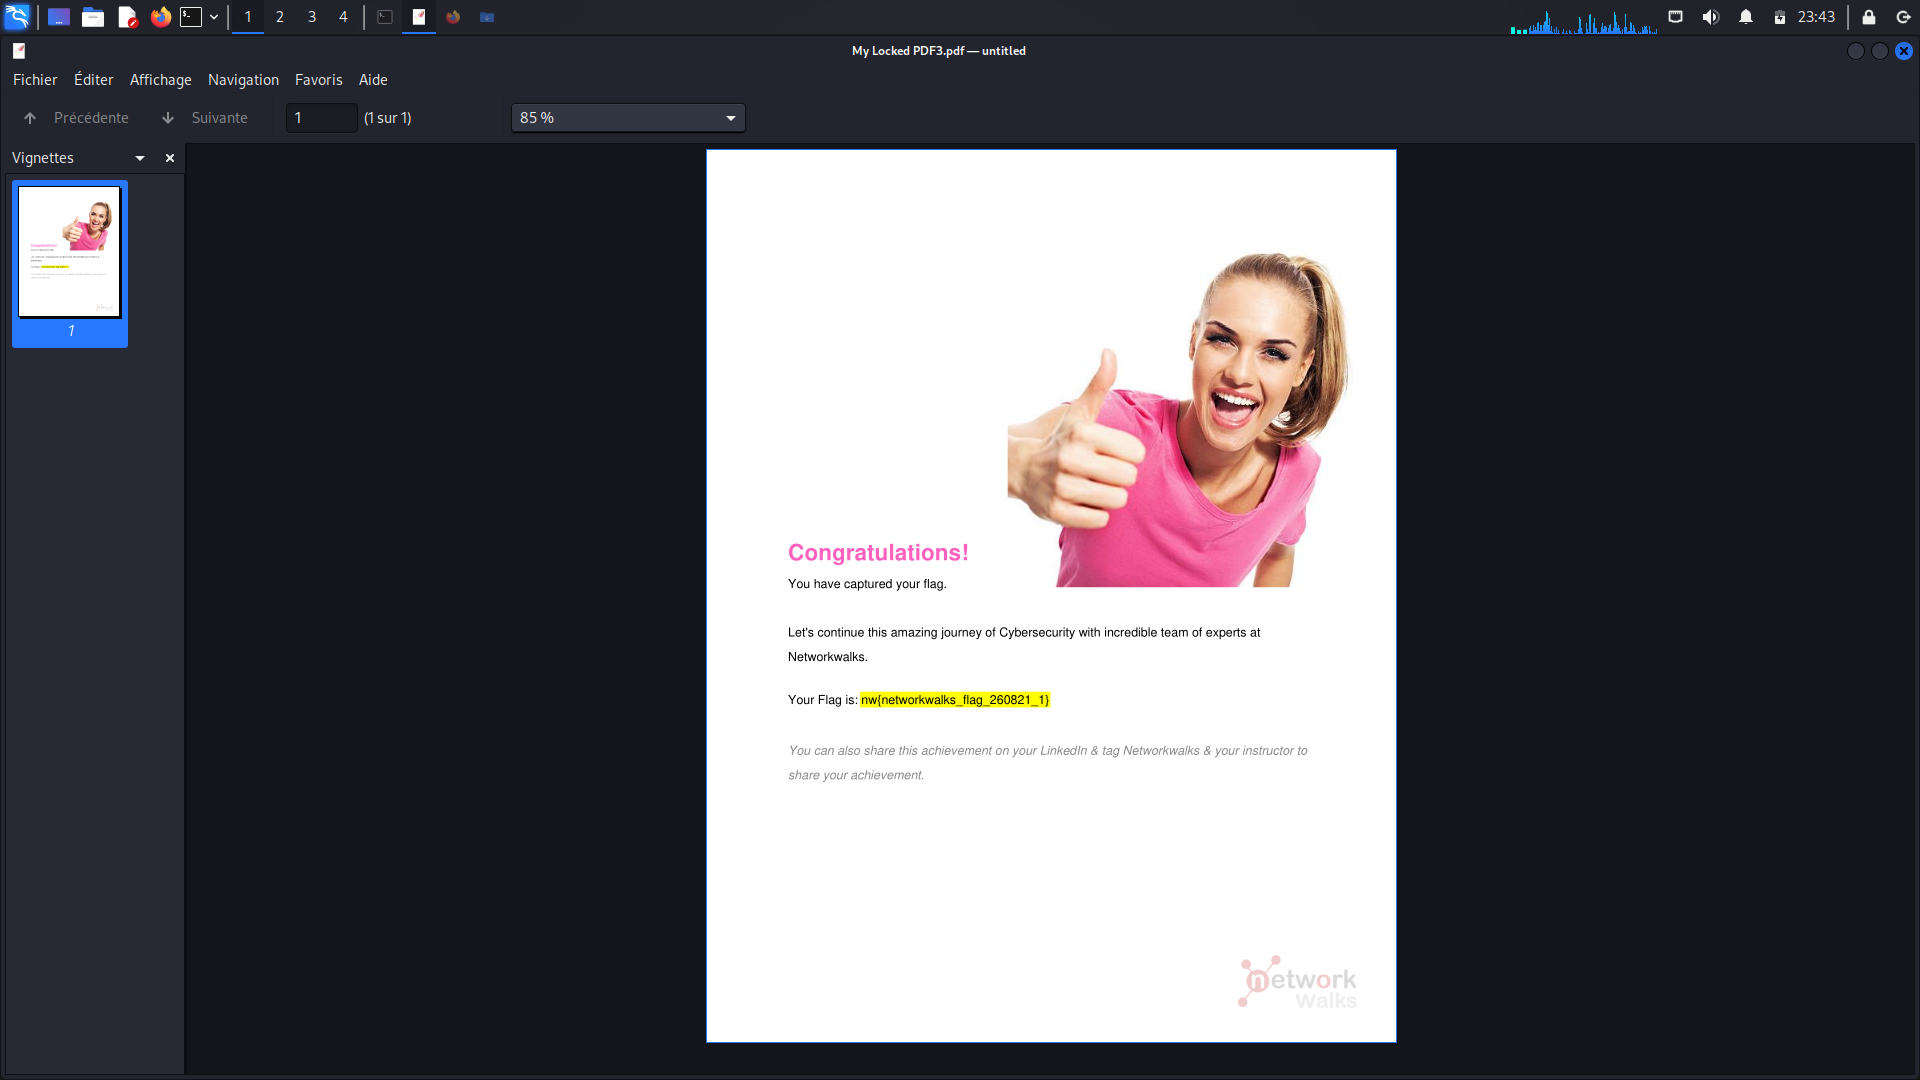 1 2 3 4 23:43
My Locked PDF3.pdf — untitled
Fichier Éditer Affichage Navigation Favoris Aide
Précédente Suivante 1 (1 sur 1) 85 %
Vignettes
1
Congratulations!
You have captured your flag.
Let's continue this amazing journey of Cybersecurity with incredible team of experts at
Networkwalks.
Your Flag is: nw{networkwalks_flag_260821_1}
You can also share this achievement on your LinkedIn & tag Networkwalks & your instructor to
share your achievement.
network
Walks